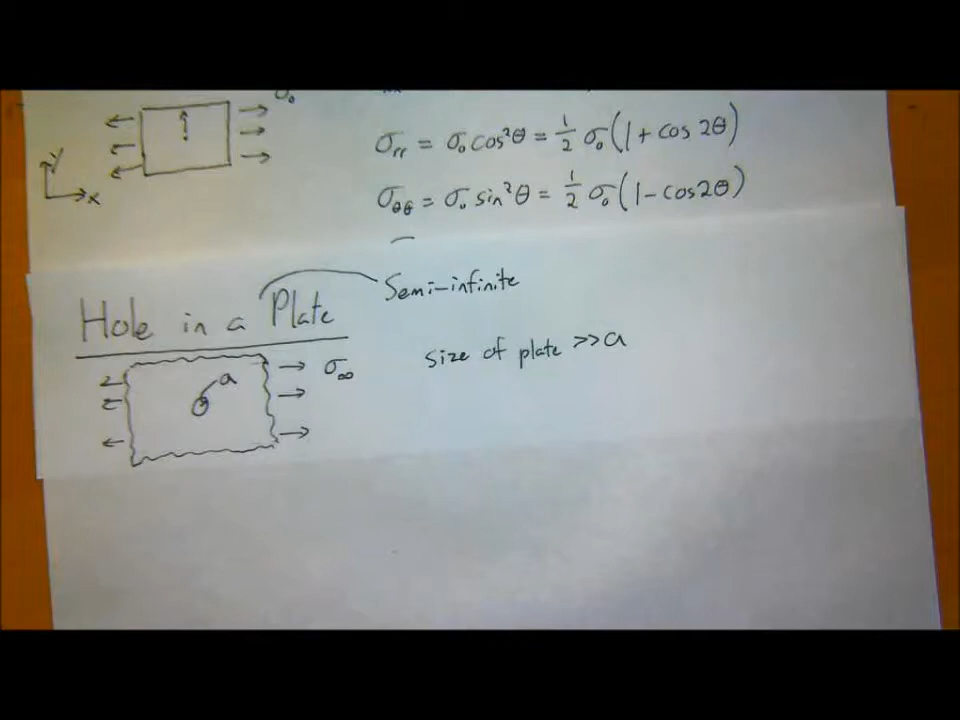 σ₀
y
x
σrr = σ₀ cos²θ = 1/2 σ₀ (1 + cos 2θ)
σθθ = σ₀ sin²θ = 1/2 σ₀ (1 - cos 2θ)
Semi-infinite
Hole in a Plate
size of plate >> a
a
σ∞